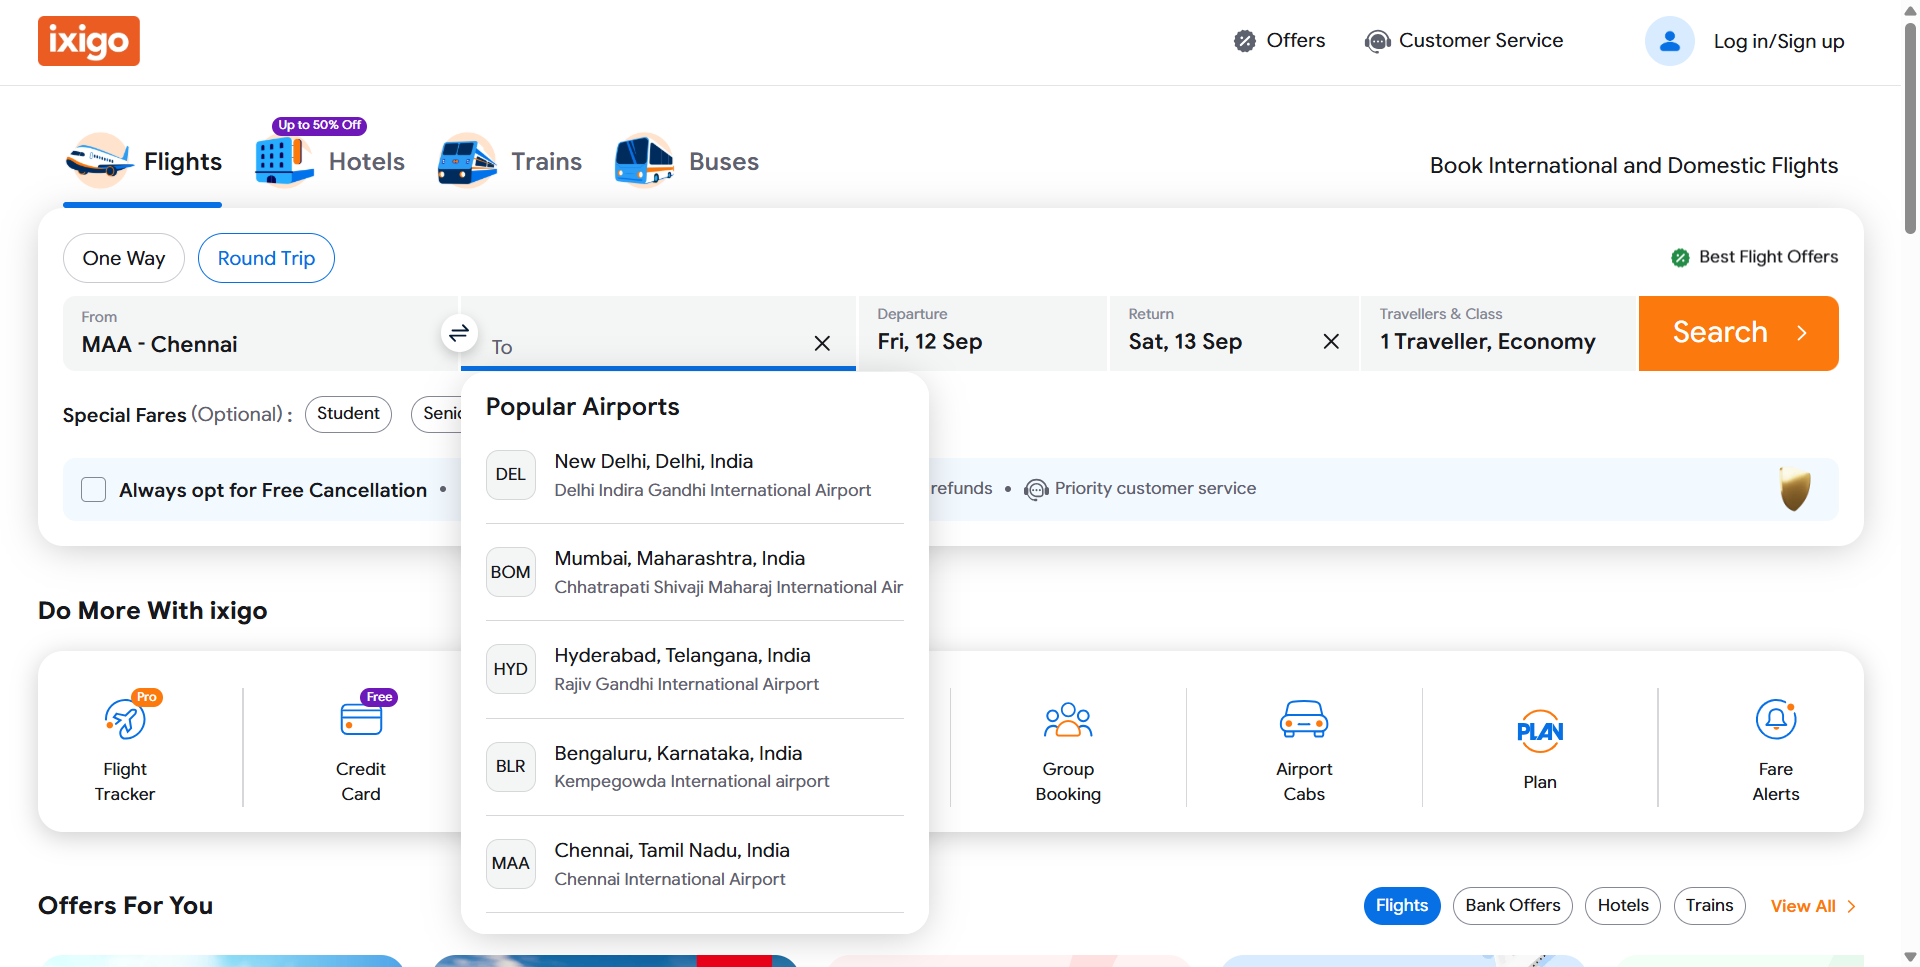 ixigo
Offers
Customer Service
Log in/Sign up
Up to 50% Off
Flights
Hotels
Trains
Buses
Book International and Domestic Flights
One Way
Round Trip
Best Flight Offers
From
MAA - Chennai
To
Departure
Fri, 12 Sep
Return
Sat, 13 Sep
Travellers & Class
1 Traveller, Economy
Search
Special Fares (Optional) :
Student
Popular Airports
DEL
New Delhi, Delhi, India
Delhi Indira Gandhi International Airport
Always opt for Free Cancellation •
refunds • Priority customer service
BOM
Mumbai, Maharashtra, India
Chhatrapati Shivaji Maharaj International Air
HYD
Hyderabad, Telangana, India
Rajiv Gandhi International Airport
BLR
Bengaluru, Karnataka, India
Kempegowda International airport
MAA
Chennai, Tamil Nadu, India
Chennai International Airport
Do More With ixigo
Pro
Flight
Tracker
Free
Credit
Card
Group
Booking
Airport
Cabs
PLAN
Plan
Fare
Alerts
Offers For You
Flights
Bank Offers
Hotels
Trains
View All